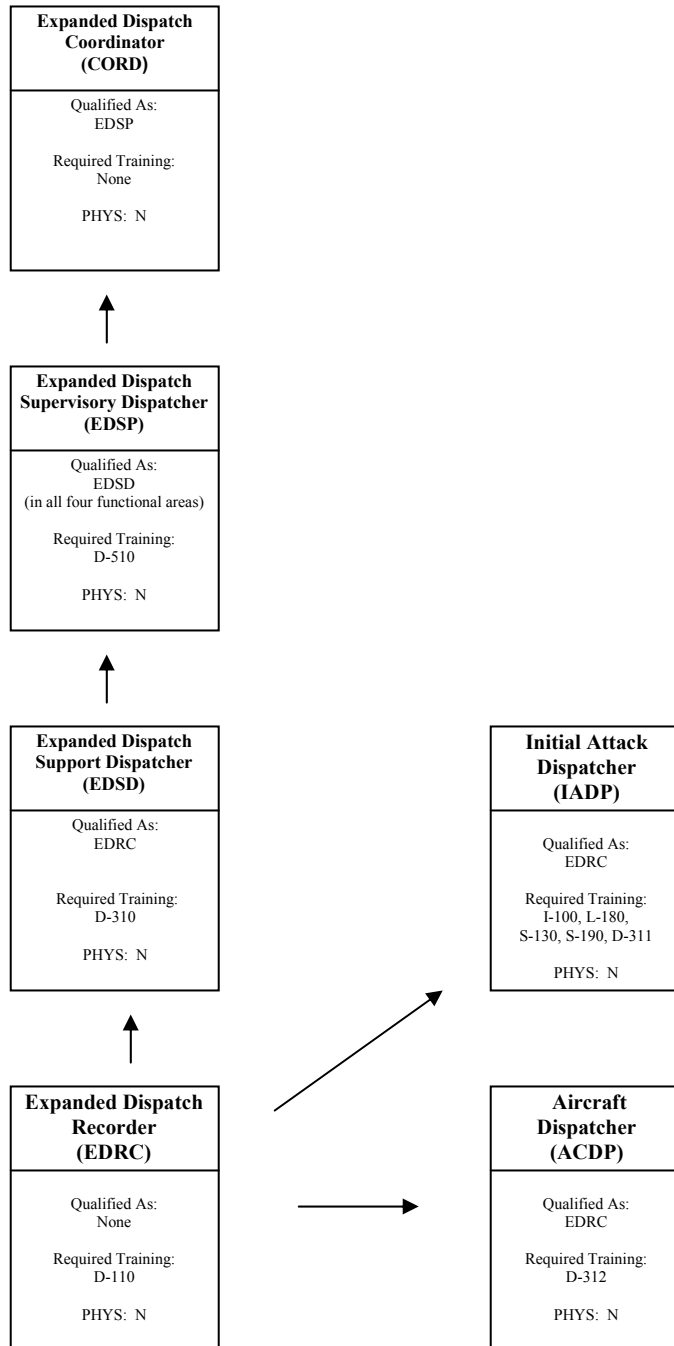 Expanded Dispatch
Coordinator
(CORD)
Qualified As:
EDSP
Required Training:
None
PHYS: N
Expanded Dispatch
Supervisory Dispatcher
(EDSP)
Qualified As:
EDSD
(in all four functional areas)
Required Training:
D-510
PHYS: N
Expanded Dispatch
Support Dispatcher
(EDSD)
Qualified As:
EDRC
Required Training:
D-310
PHYS: N
Initial Attack
Dispatcher
(IADP)
Qualified As:
EDRC
Required Training:
I-100, L-180,
S-130, S-190, D-311
PHYS: N
Expanded Dispatch
Recorder
(EDRC)
Qualified As:
None
Required Training:
D-110
PHYS: N
Aircraft
Dispatcher
(ACDP)
Qualified As:
EDRC
Required Training:
D-312
PHYS: N